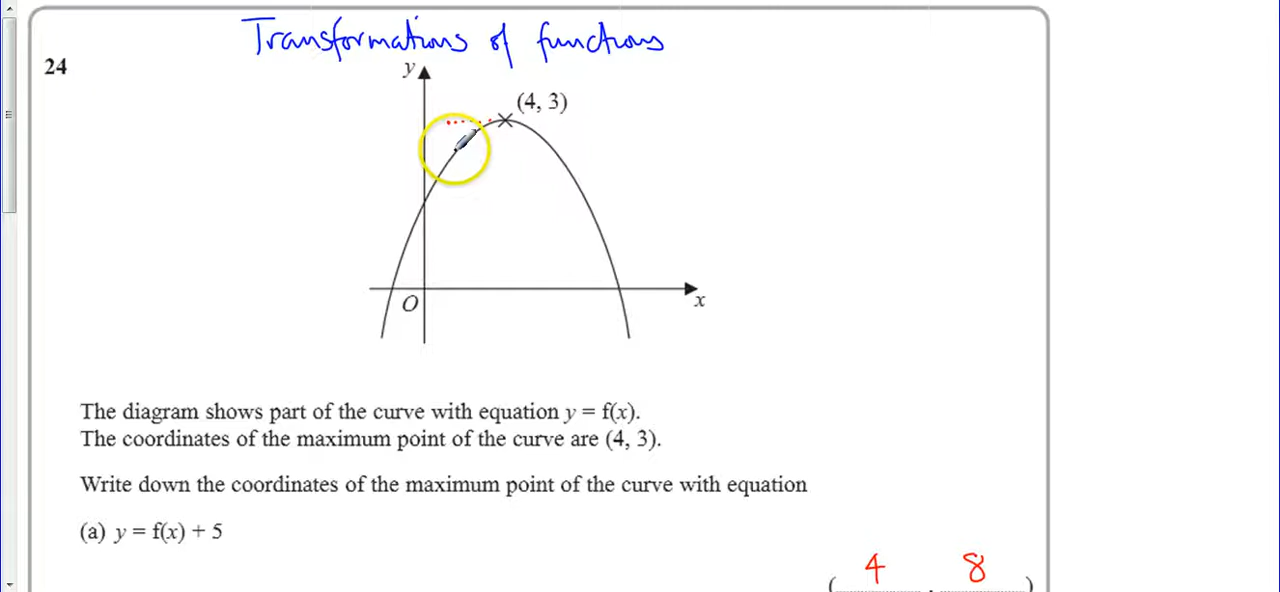 Transformations of functions
24
y
(4, 3)
O
x
The diagram shows part of the curve with equation y = f(x).
The coordinates of the maximum point of the curve are (4, 3).
Write down the coordinates of the maximum point of the curve with equation
(a) y = f(x) + 5
( 4 , 8 )